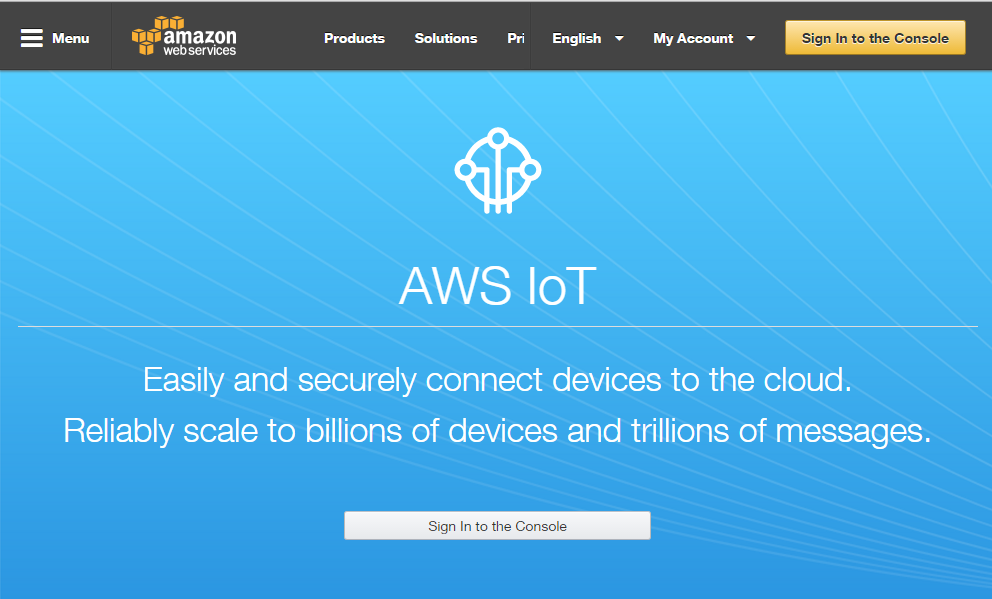 Menu
amazon
web services
Products
Solutions
Pri
English
My Account
Sign In to the Console
AWS IoT
Easily and securely connect devices to the cloud.
Reliably scale to billions of devices and trillions of messages.
Sign In to the Console